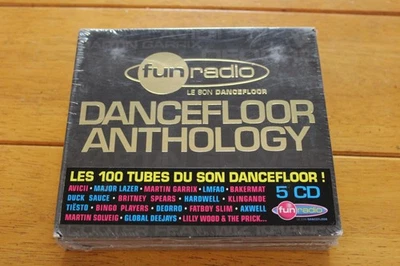 fun radio
LE SON DANCEFLOOR
DANCEFLOOR
ANTHOLOGY
LES 100 TUBES DU SON DANCEFLOOR !
AVICII • MAJOR LAZER • MARTIN GARRIX • LMFAO • BAKERMAT
DUCK SAUCE • BRITNEY SPEARS • HARDWELL • KLINGANDE
TIËSTO • BINGO PLAYERS • DEORRO • FATBOY SLIM • AXWELL
MARTIN SOLVEIG • GLOBAL DEEJAYS • LILLY WOOD & THE PRICK...
5 CD
fun radio